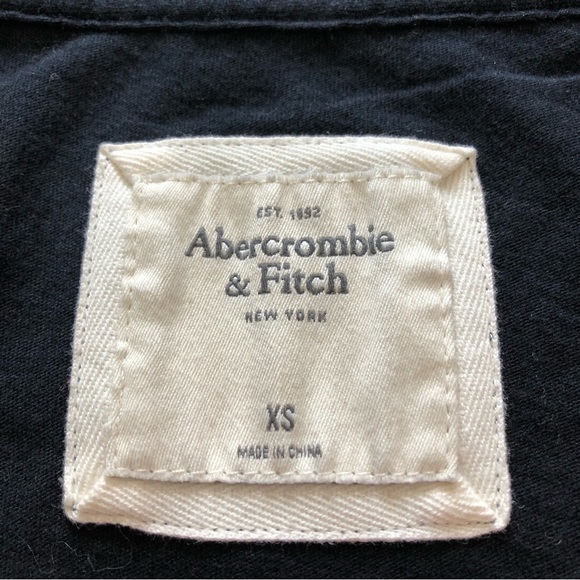 EST. 1892
Abercrombie
& Fitch
NEW YORK
XS
MADE IN CHINA